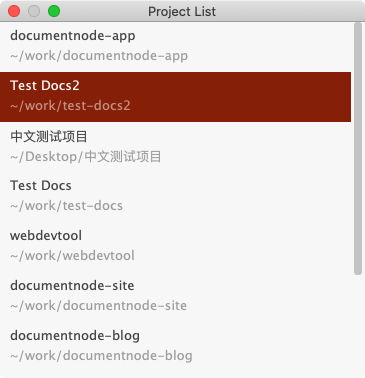 Project List
documentnode-app
~/work/documentnode-app
Test Docs2
~/work/test-docs2
中文测试项目
~/Desktop/中文测试项目
Test Docs
~/work/test-docs
webdevtool
~/work/webdevtool
documentnode-site
~/work/documentnode-site
documentnode-blog
~/work/documentnode-blog